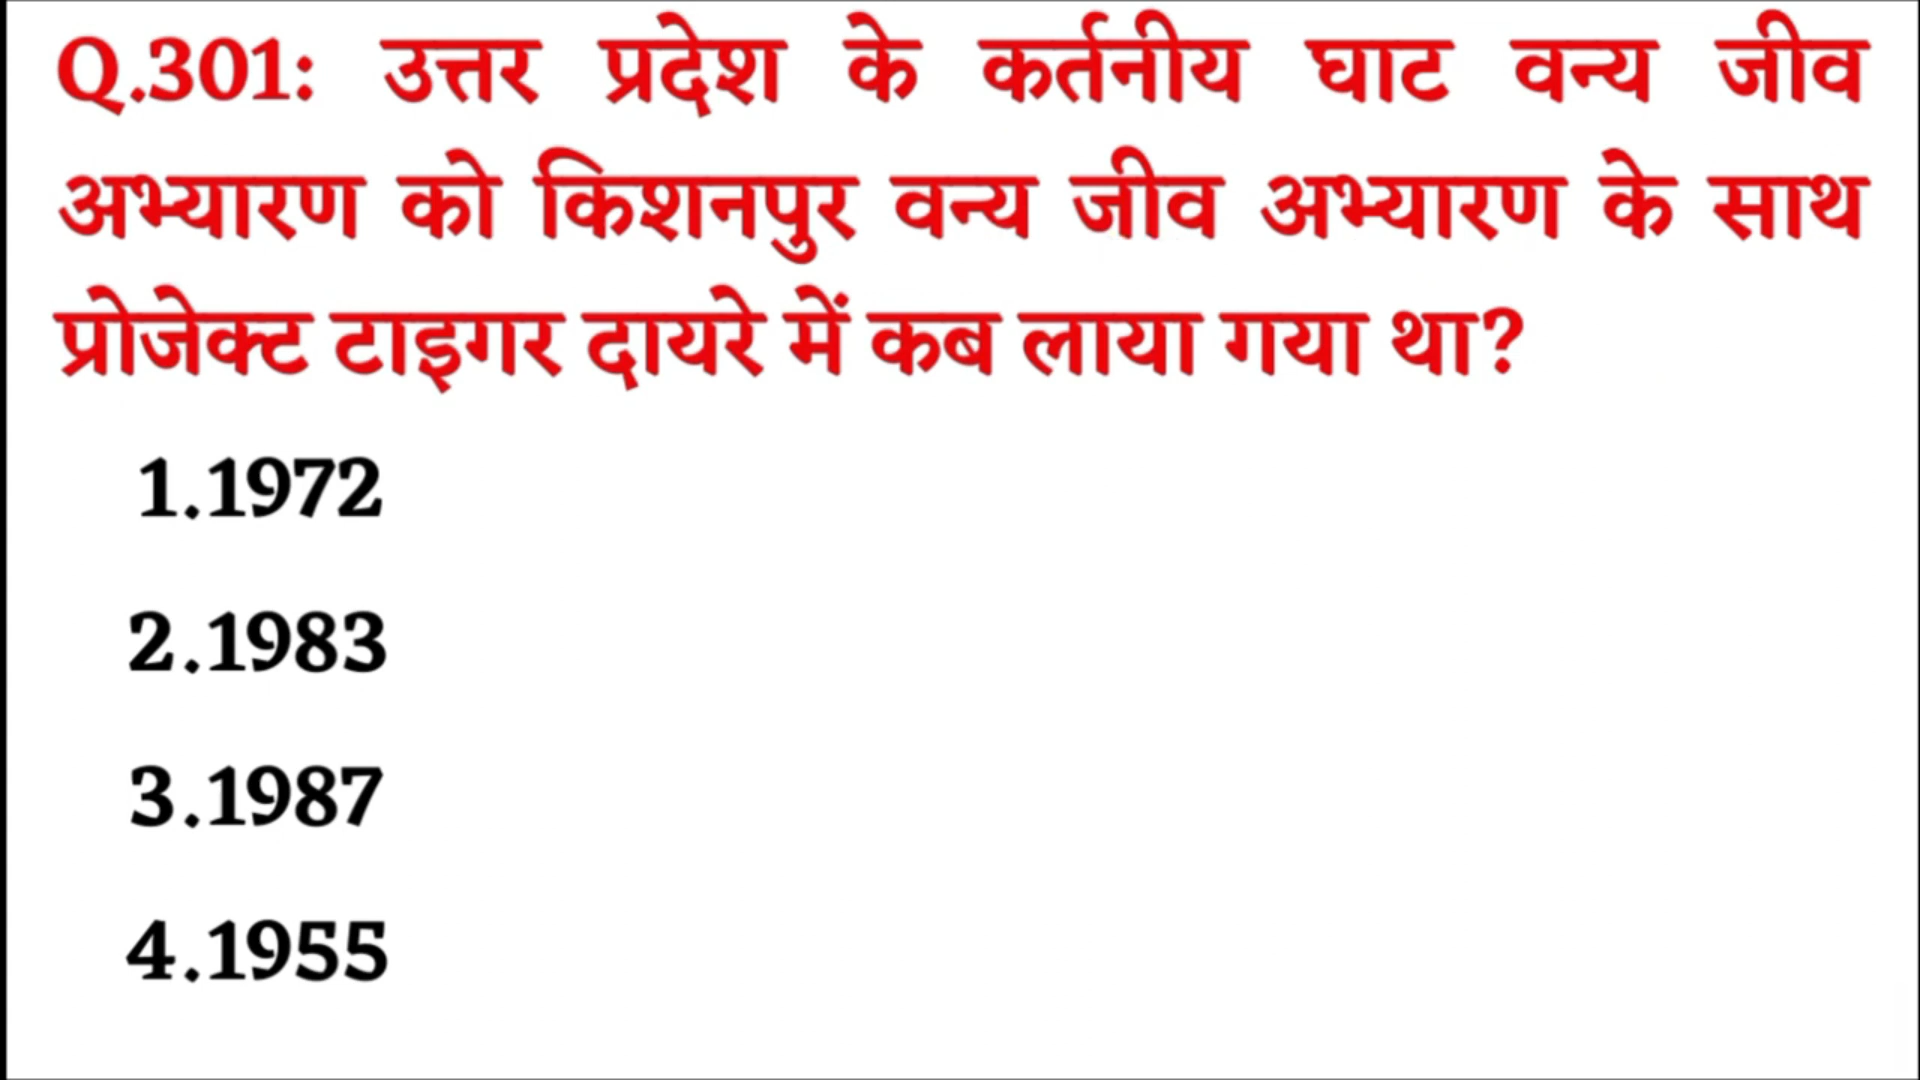 Q.301: उत्तर प्रदेश के कर्तनीय घाट वन्य जीव
अभ्यारण को किशनपुर वन्य जीव अभ्यारण के साथ
प्रोजेक्ट टाइगर दायरे में कब लाया गया था?
1.1972
2.1983
3.1987
4.1955